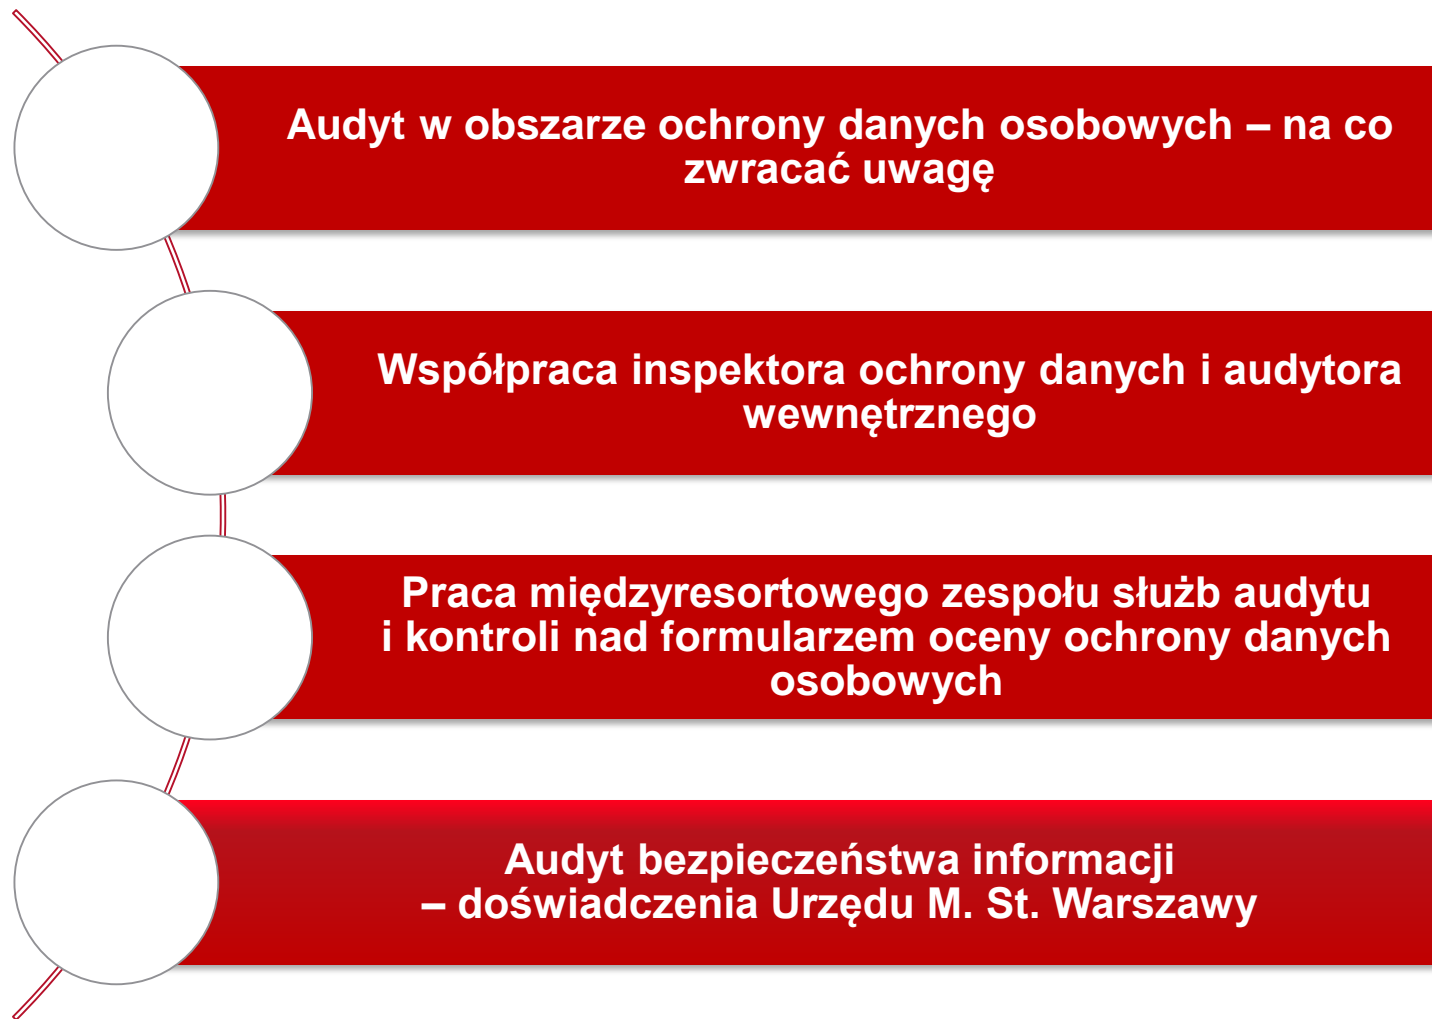 Audyt w obszarze ochrony danych osobowych – na co
zwracać uwagę
Współpraca inspektora ochrony danych i audytora
wewnętrznego
Praca międzyresortowego zespołu służb audytu
i kontroli nad formularzem oceny ochrony danych
osobowych
Audyt bezpieczeństwa informacji
– doświadczenia Urzędu M. St. Warszawy